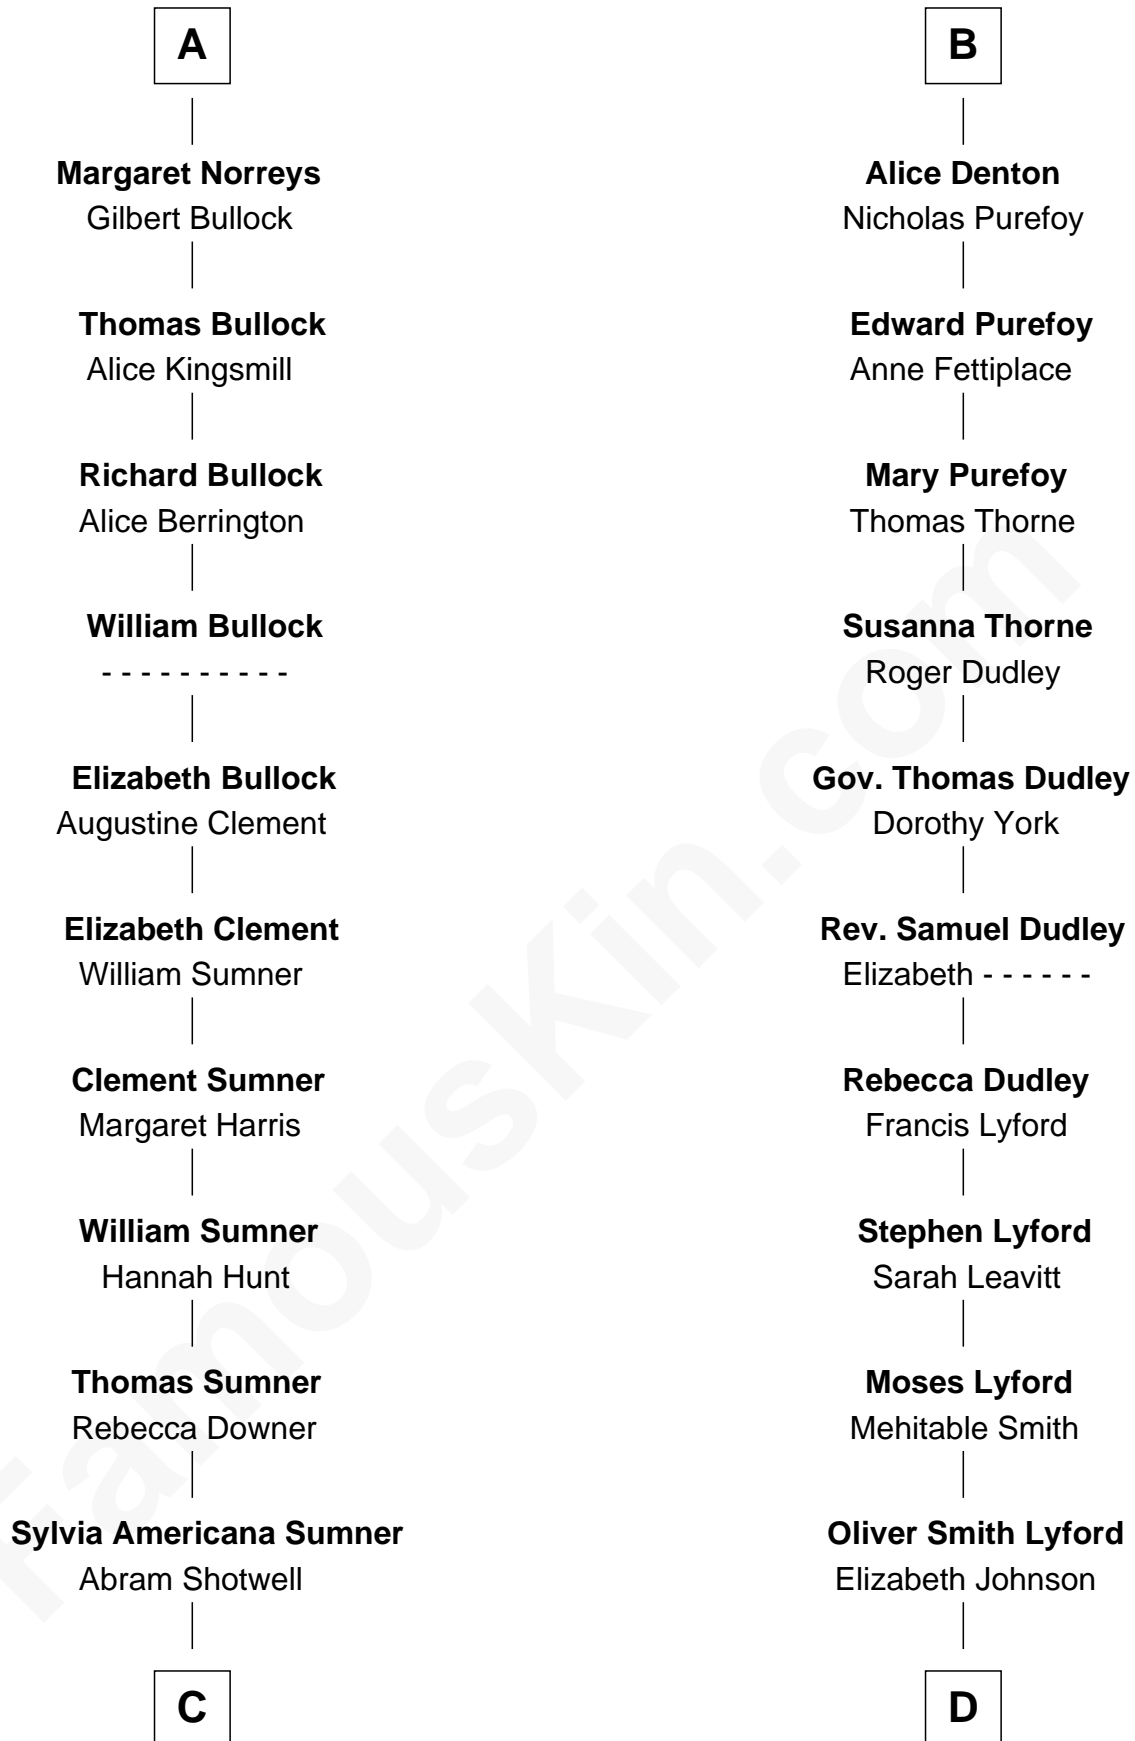 A
Margaret Norreys
Gilbert Bullock
Thomas Bullock
Alice Kingsmill
Richard Bullock
Alice Berrington
William Bullock
- - - - - - - - - -
Elizabeth Bullock
Augustine Clement
Elizabeth Clement
William Sumner
Clement Sumner
Margaret Harris
William Sumner
Hannah Hunt
Thomas Sumner
Rebecca Downer
Sylvia Americana Sumner
Abram Shotwell
C
B
Alice Denton
Nicholas Purefoy
Edward Purefoy
Anne Fettiplace
Mary Purefoy
Thomas Thorne
Susanna Thorne
Roger Dudley
Gov. Thomas Dudley
Dorothy York
Rev. Samuel Dudley
Elizabeth - - - - - -
Rebecca Dudley
Francis Lyford
Stephen Lyford
Sarah Leavitt
Moses Lyford
Mehitable Smith
Oliver Smith Lyford
Elizabeth Johnson
D
FamousKin.com